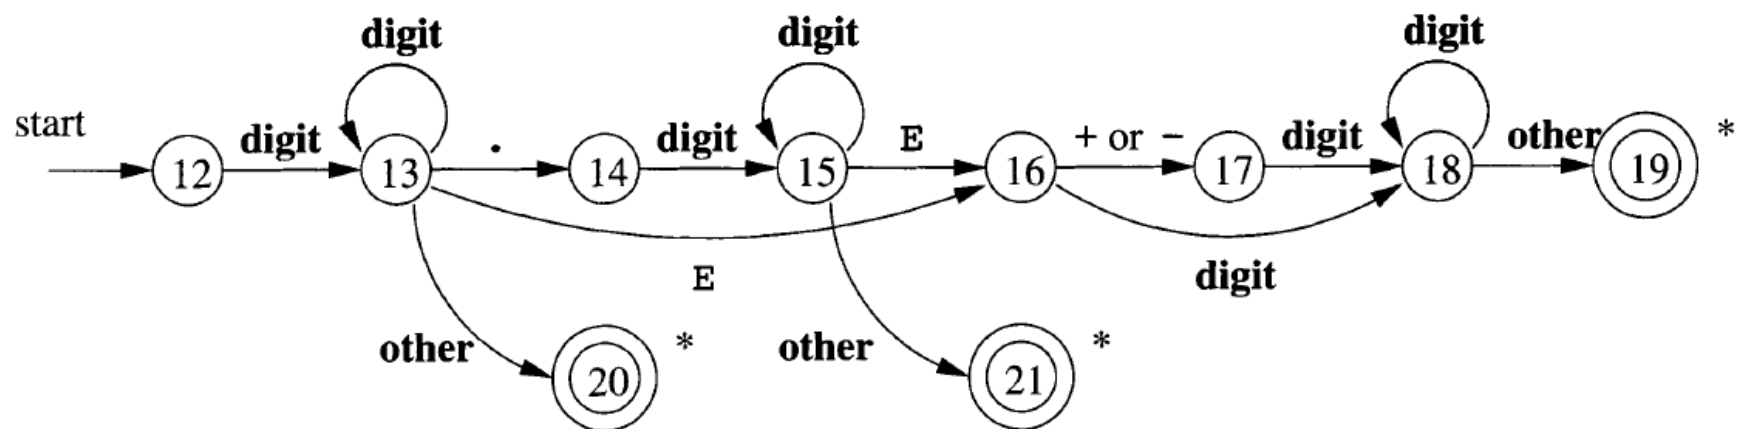 digit digit digit
start digit . digit E + or - digit other *
12 13 14 15 16 17 18 19
E digit
other * other *
20 21